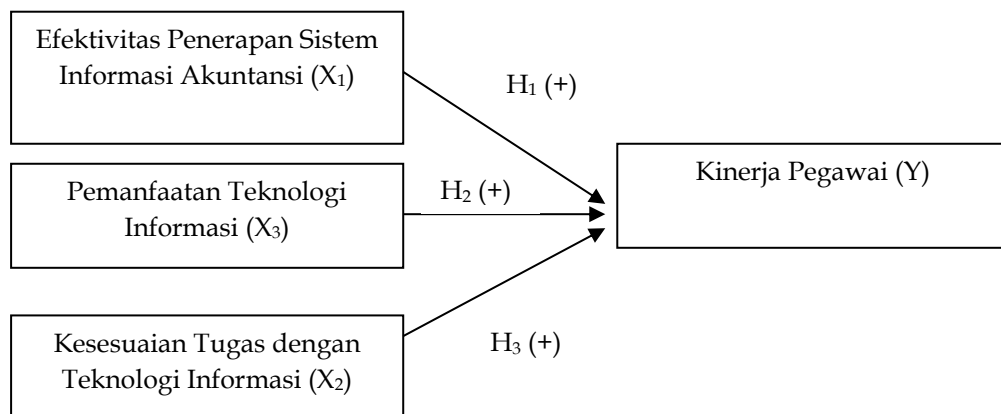 Efektivitas Penerapan Sistem
Informasi Akuntansi (X₁)
H₁ (+)
Pemanfaatan Teknologi
Informasi (X₃)
H₂ (+)
Kinerja Pegawai (Y)
Kesesuaian Tugas dengan
Teknologi Informasi (X₂)
H₃ (+)